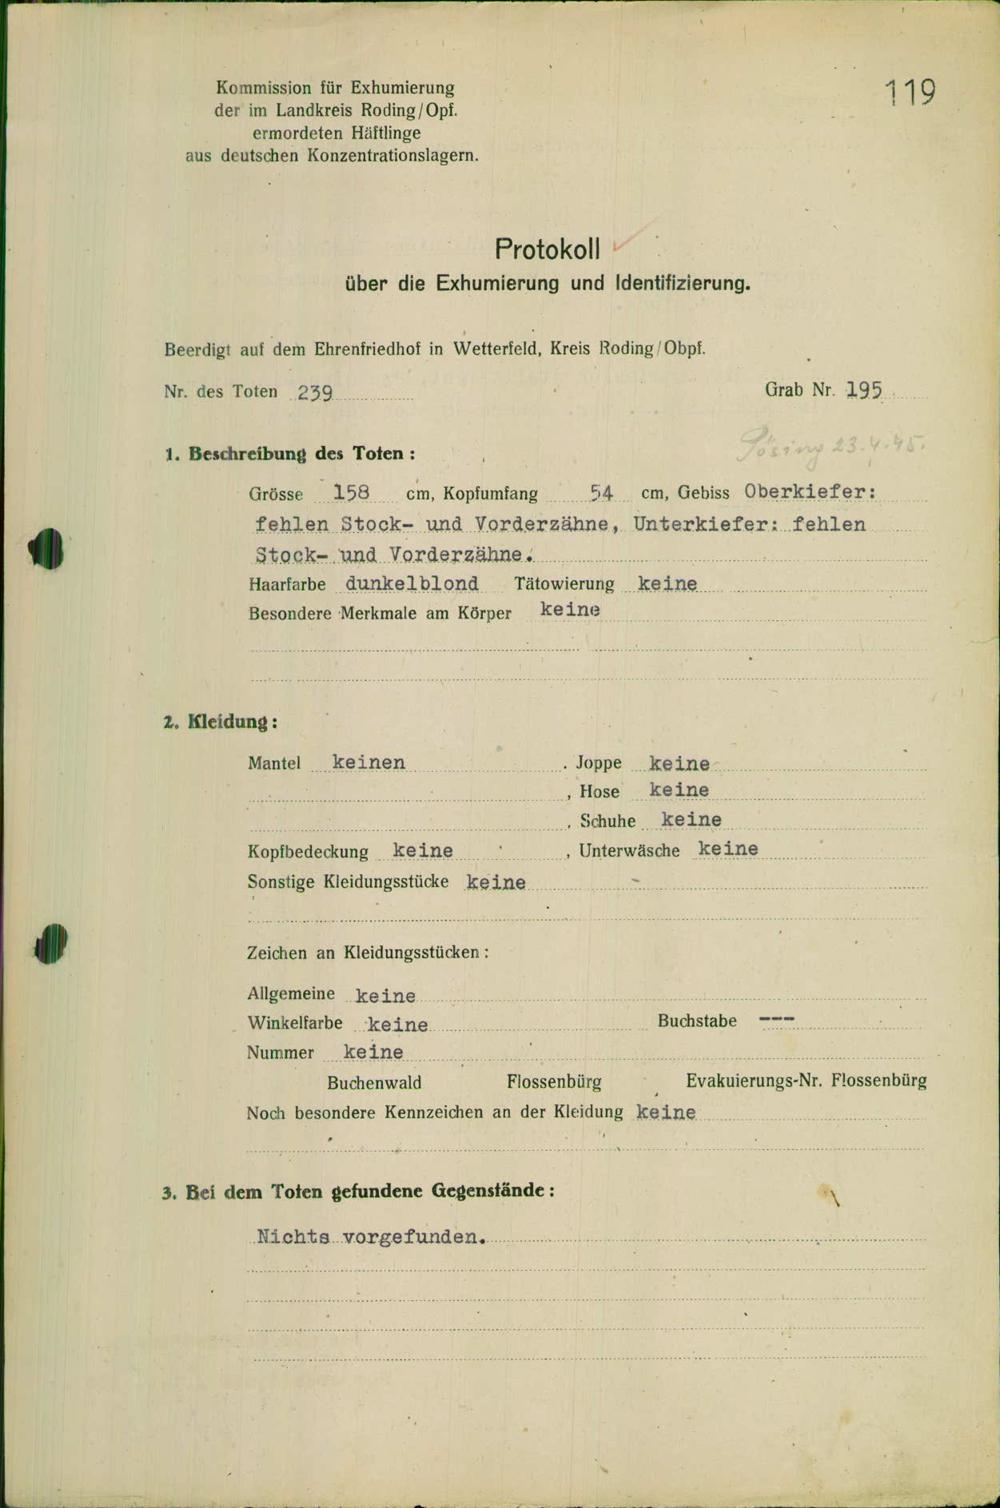 Kommission für Exhumierung
der im Landkreis Roding/Opf.
ermordeten Häftlinge
aus deutschen Konzentrationslagern.
119
Protokoll
über die Exhumierung und Identifizierung.
Beerdigt auf dem Ehrenfriedhof in Wetterfeld, Kreis Roding/Obpf.
Nr. des Toten 239 Grab Nr. 195
Pösing 23.4.45.
1. Beschreibung des Toten :
Grösse 158 cm, Kopfumfang 54 cm, Gebiss Oberkiefer:
fehlen Stock- und Vorderzähne, Unterkiefer: fehlen
Stock- und Vorderzähne.
Haarfarbe dunkelblond Tätowierung keine
Besondere Merkmale am Körper keine
2. Kleidung :
Mantel keinen . Joppe keine
, Hose keine
, Schuhe keine
Kopfbedeckung keine , Unterwäsche keine
Sonstige Kleidungsstücke keine
Zeichen an Kleidungsstücken :
Allgemeine keine
Winkelfarbe keine Buchstabe ---
Nummer keine
Buchenwald Flossenbürg Evakuierungs-Nr. Flossenbürg
Noch besondere Kennzeichen an der Kleidung keine
3. Bei dem Toten gefundene Gegenstände :
Nichts vorgefunden.